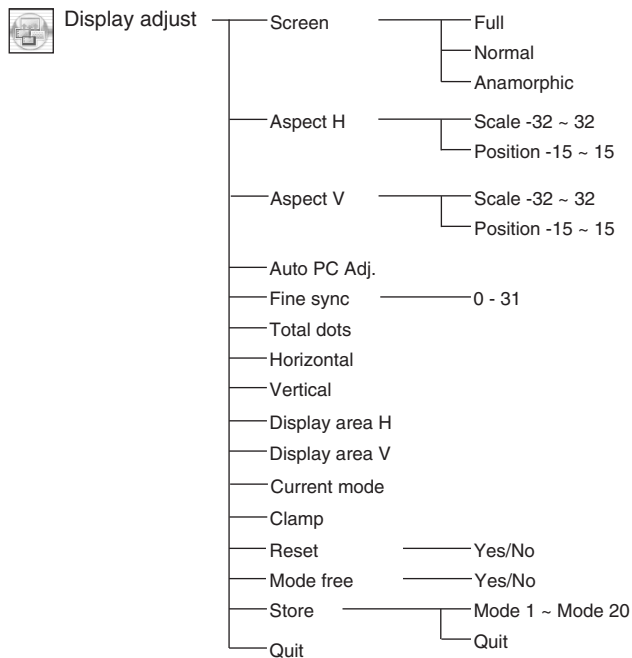 Display adjust
Screen
Full
Normal
Anamorphic
Aspect H
Scale -32 ~ 32
Position -15 ~ 15
Aspect V
Scale -32 ~ 32
Position -15 ~ 15
Auto PC Adj.
Fine sync
0 - 31
Total dots
Horizontal
Vertical
Display area H
Display area V
Current mode
Clamp
Reset
Yes/No
Mode free
Yes/No
Store
Mode 1 ~ Mode 20
Quit
Quit